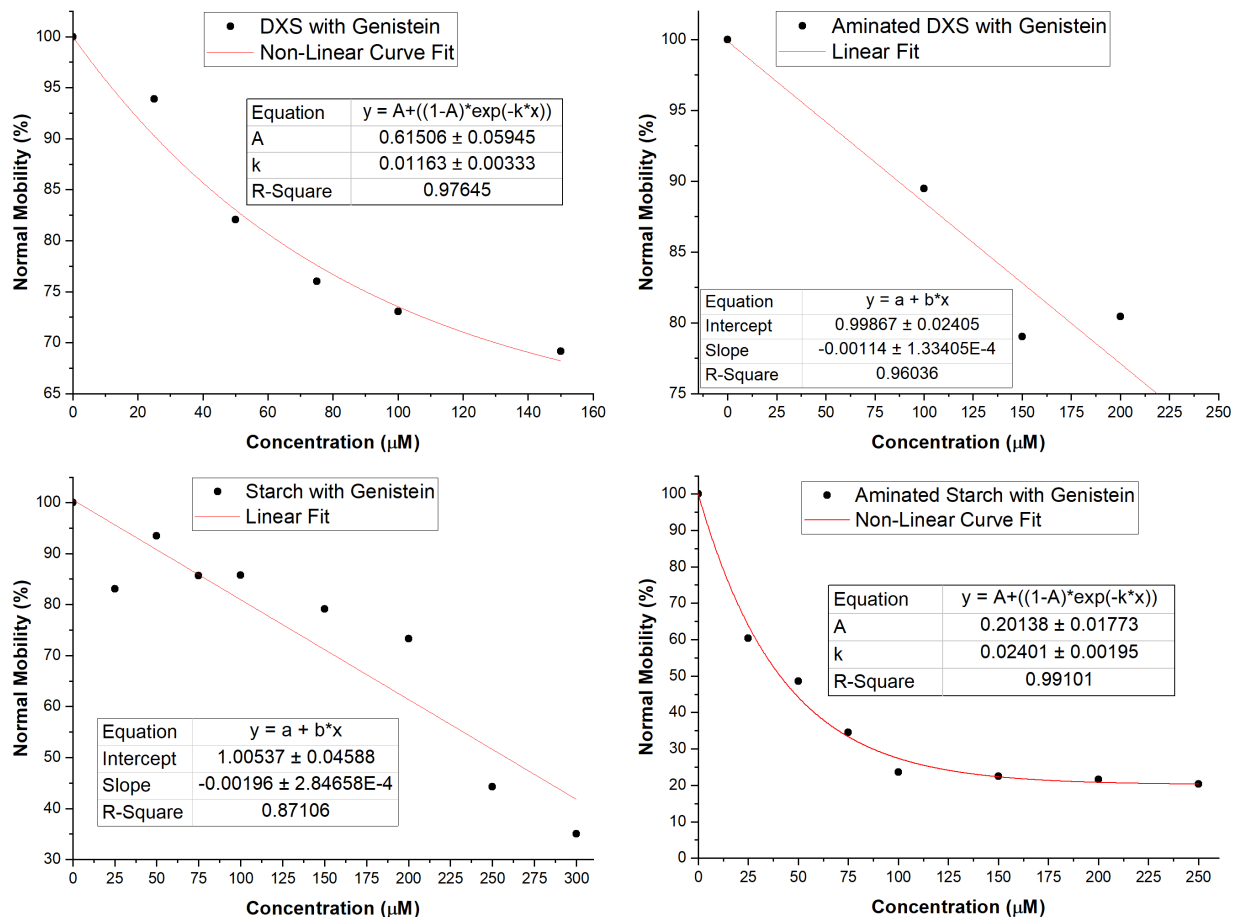 DXS with Genistein
Non-Linear Curve Fit
Equation y = A+((1-A)*exp(-k*x))
A 0.61506 ± 0.05945
k 0.01163 ± 0.00333
R-Square 0.97645
Normal Mobility (%)
100
95
90
85
80
75
70
65
0 20 40 60 80 100 120 140 160
Concentration (μM)
Aminated DXS with Genistein
Linear Fit
Equation y = a + b*x
Intercept 0.99867 ± 0.02405
Slope -0.00114 ± 1.33405E-4
R-Square 0.96036
Normal Mobility (%)
100
95
90
85
80
75
0 25 50 75 100 125 150 175 200 225 250
Concentration (μM)
Starch with Genistein
Linear Fit
Equation y = a + b*x
Intercept 1.00537 ± 0.04588
Slope -0.00196 ± 2.84658E-4
R-Square 0.87106
Normal Mobility (%)
100
90
80
70
60
50
40
30
0 25 50 75 100 125 150 175 200 225 250 275 300
Concentration (μM)
Aminated Starch with Genistein
Non-Linear Curve Fit
Equation y = A+((1-A)*exp(-k*x))
A 0.20138 ± 0.01773
k 0.02401 ± 0.00195
R-Square 0.99101
Normal Mobility (%)
100
90
80
70
60
50
40
30
20
10
0
0 25 50 75 100 125 150 175 200 225 250
Concentration (μM)